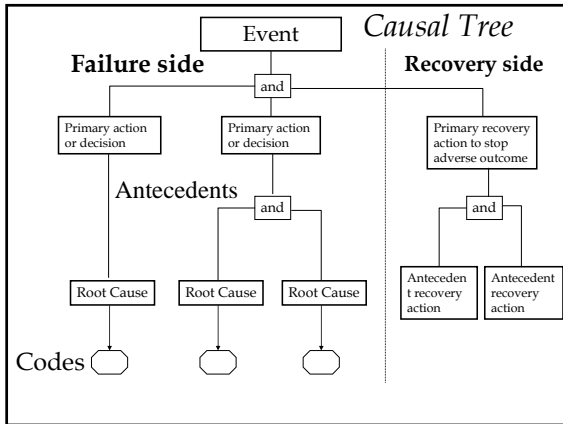 Causal Tree
Event
Failure side
Recovery side
and
Primary action
or decision
Primary action
or decision
Primary recovery
action to stop
adverse outcome
Antecedents
and
and
Root Cause
Root Cause
Root Cause
Anteceden
t recovery
action
Antecedent
recovery
action
Codes